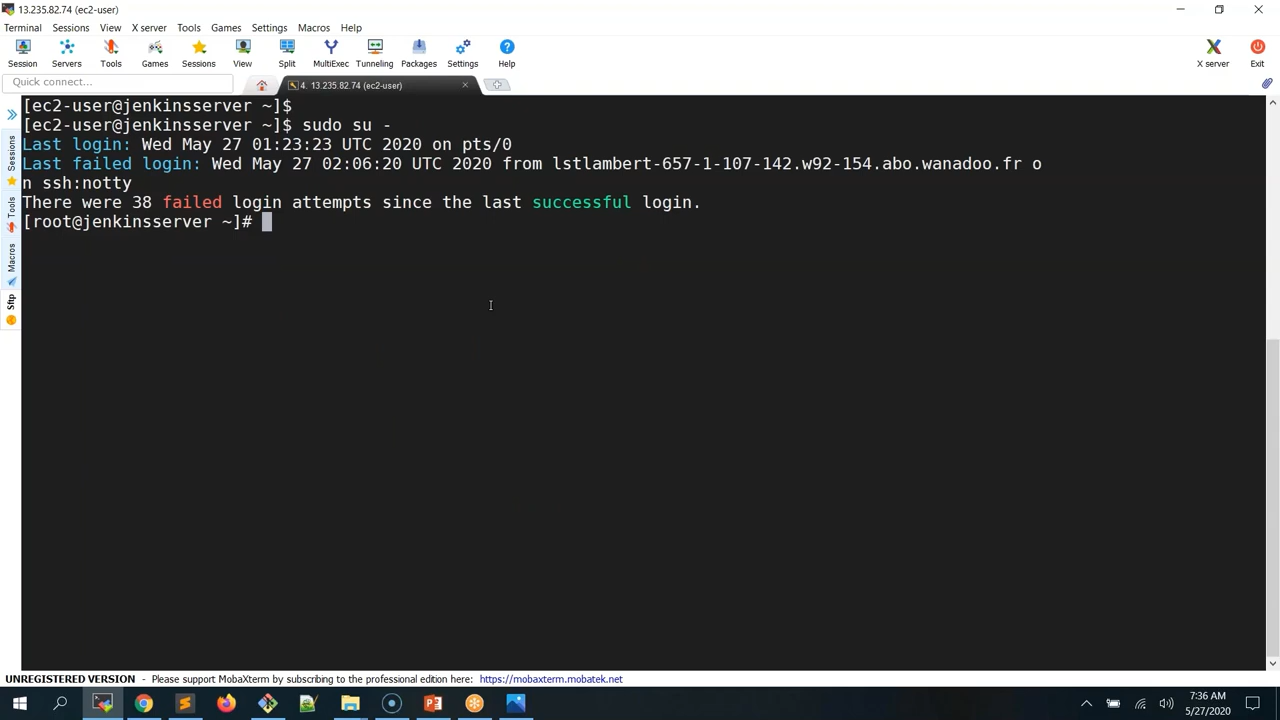 13.235.82.74 (ec2-user)
Terminal Sessions View X server Tools Games Settings Macros Help
Session Servers Tools Games Sessions View Split MultiExec Tunneling Packages Settings Help X server Exit
Quick connect...
4. 13.235.82.74 (ec2-user)
[ec2-user@jenkinsserver ~]$
[ec2-user@jenkinsserver ~]$ sudo su -
Last login: Wed May 27 01:23:23 UTC 2020 on pts/0
Last failed login: Wed May 27 02:06:20 UTC 2020 from lstlambert-657-1-107-142.w92-154.abo.wanadoo.fr o
n ssh:notty
There were 38 failed login attempts since the last successful login.
[root@jenkinsserver ~]#
Sessions
Tools
Macros
Sftp
UNREGISTERED VERSION - Please support MobaXterm by subscribing to the professional edition here: https://mobaxterm.mobatek.net
7:36 AM
5/27/2020